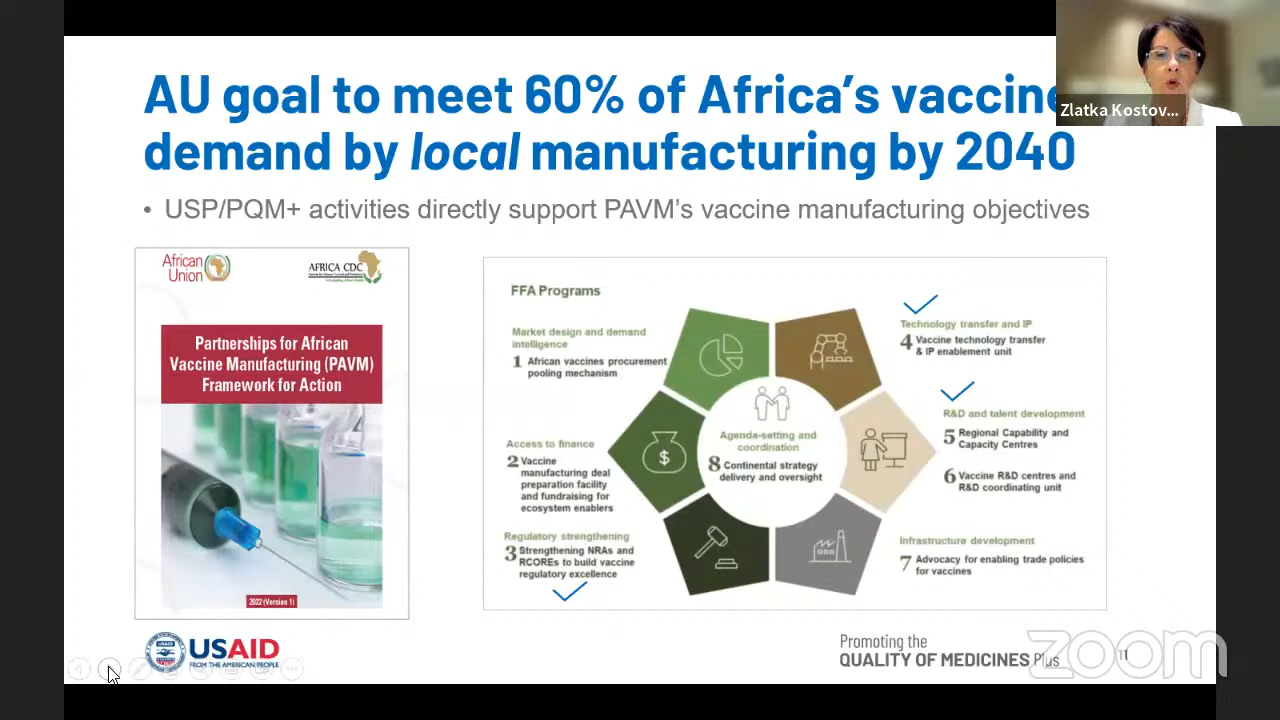 AU goal to meet 60% of Africa's vaccine
demand by local manufacturing by 2040
Zlatka Kostov...
• USP/PQM+ activities directly support PAVM's vaccine manufacturing objectives
African
Union
AFRICA CDC
Partnerships for African
Vaccine Manufacturing (PAVM)
Framework for Action
2022 (Version 1)
FFA Programs
Market design and demand
intelligence
1 African vaccines procurement
pooling mechanism
Access to finance
2 Vaccine
manufacturing deal
preparation facility
and fundraising for
ecosystem enablers
Regulatory strengthening
3 Strengthening NRAs and
RCOREs to build vaccine
regulatory excellence
Agenda-setting and
coordination
8 Continental strategy
delivery and oversight
$
Technology transfer and IP
4 Vaccine technology transfer
& IP enablement unit
R&D and talent development
5 Regional Capability and
Capacity Centres
6 Vaccine R&D centres and
R&D coordinating unit
Infrastructure development
7 Advocacy for enabling trade policies
for vaccines
USAID
USAID
FROM THE AMERICAN PEOPLE
Promoting the
QUALITY OF MEDICINES Plus
11
zoom